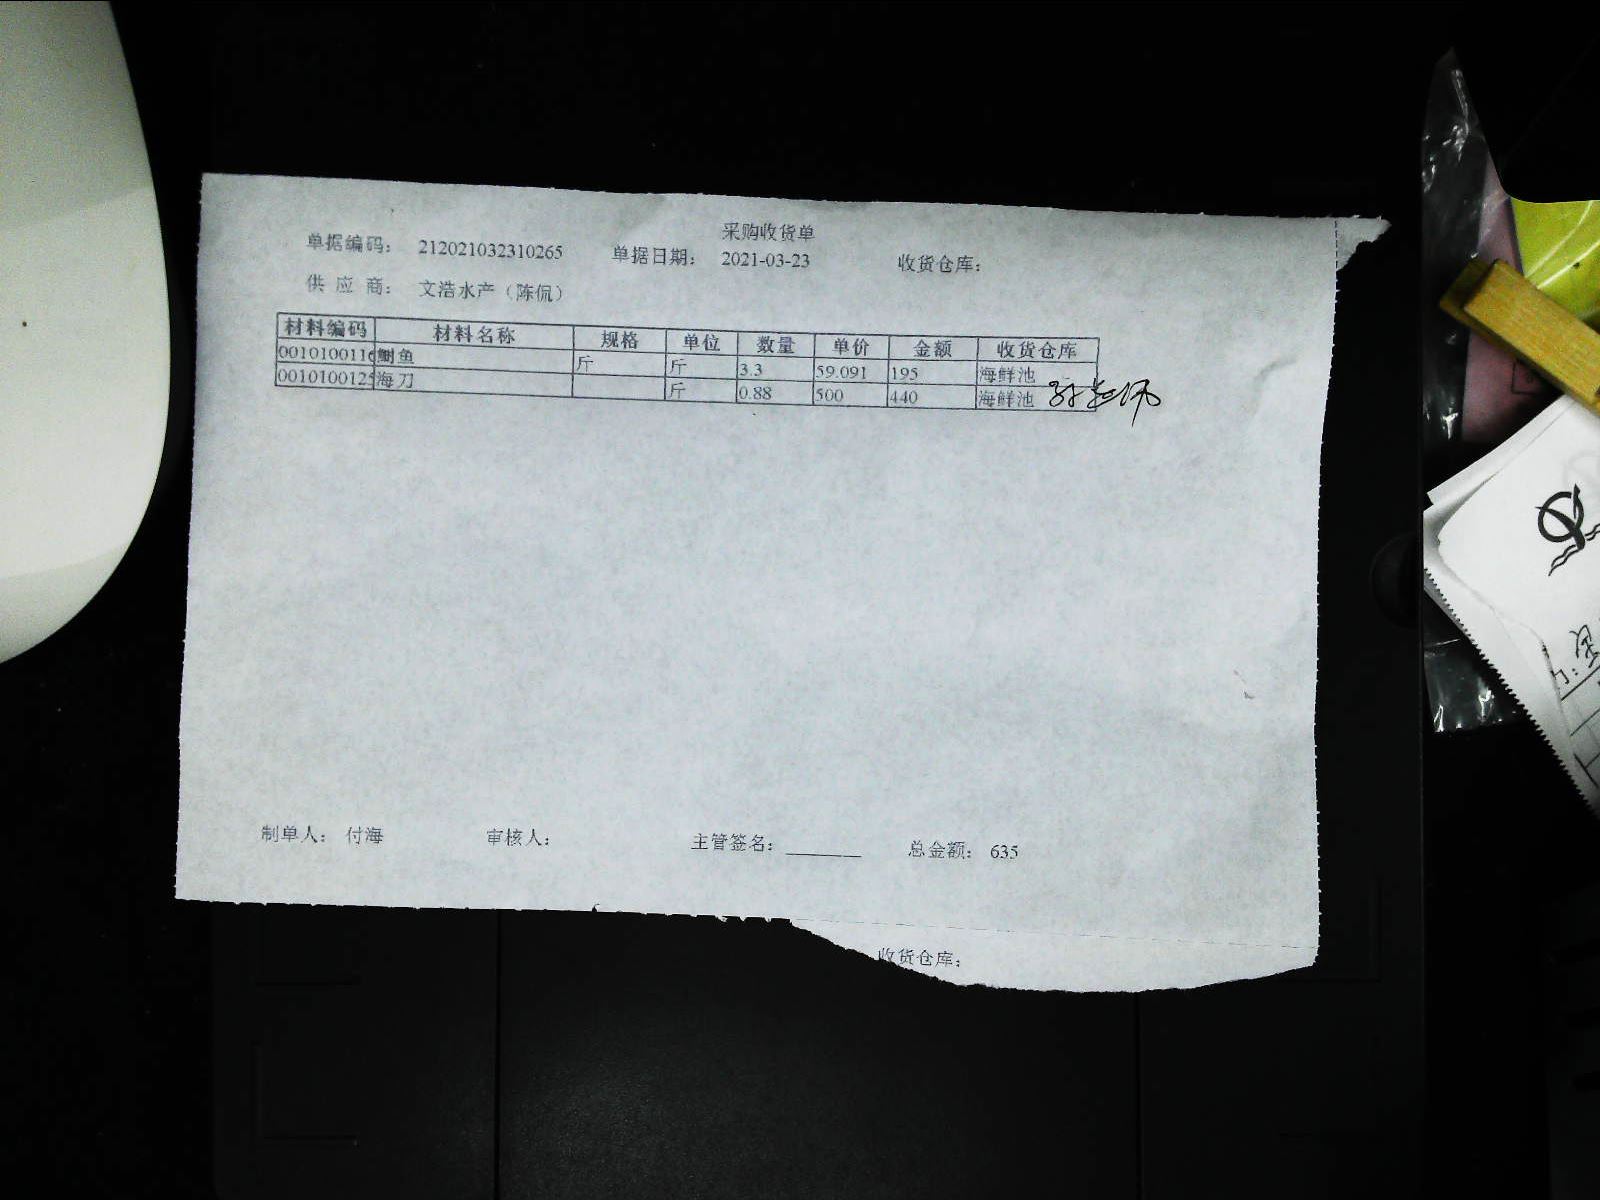 采购收货单
单据编码： 212021032310265 单据日期： 2021-03-23 收货仓库：
供 应 商： 文浩水产（陈侃）
材料编码 材料名称 规格 单位 数量 单价 金额 收货仓库
0010100116 鲥鱼 斤 斤 3.3 59.091 195 海鲜池
0010100125 海刀 斤 0.88 500 440 海鲜池
制单人： 付海 审核人： 主管签名：________ 总金额： 635
收货仓库：